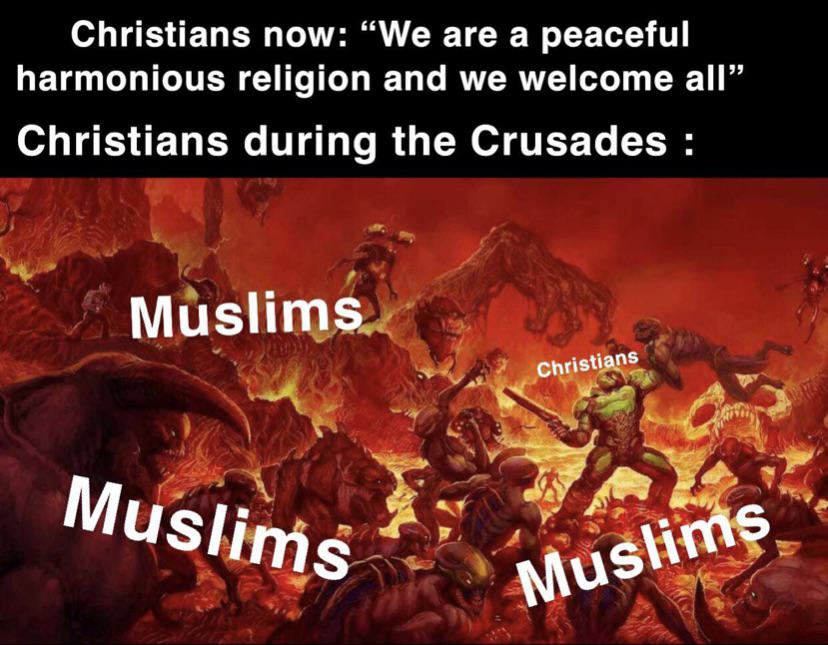 Christians now: “We are a peaceful
harmonious religion and we welcome all”
Christians during the Crusades :
Muslims
Christians
Muslims
Muslims